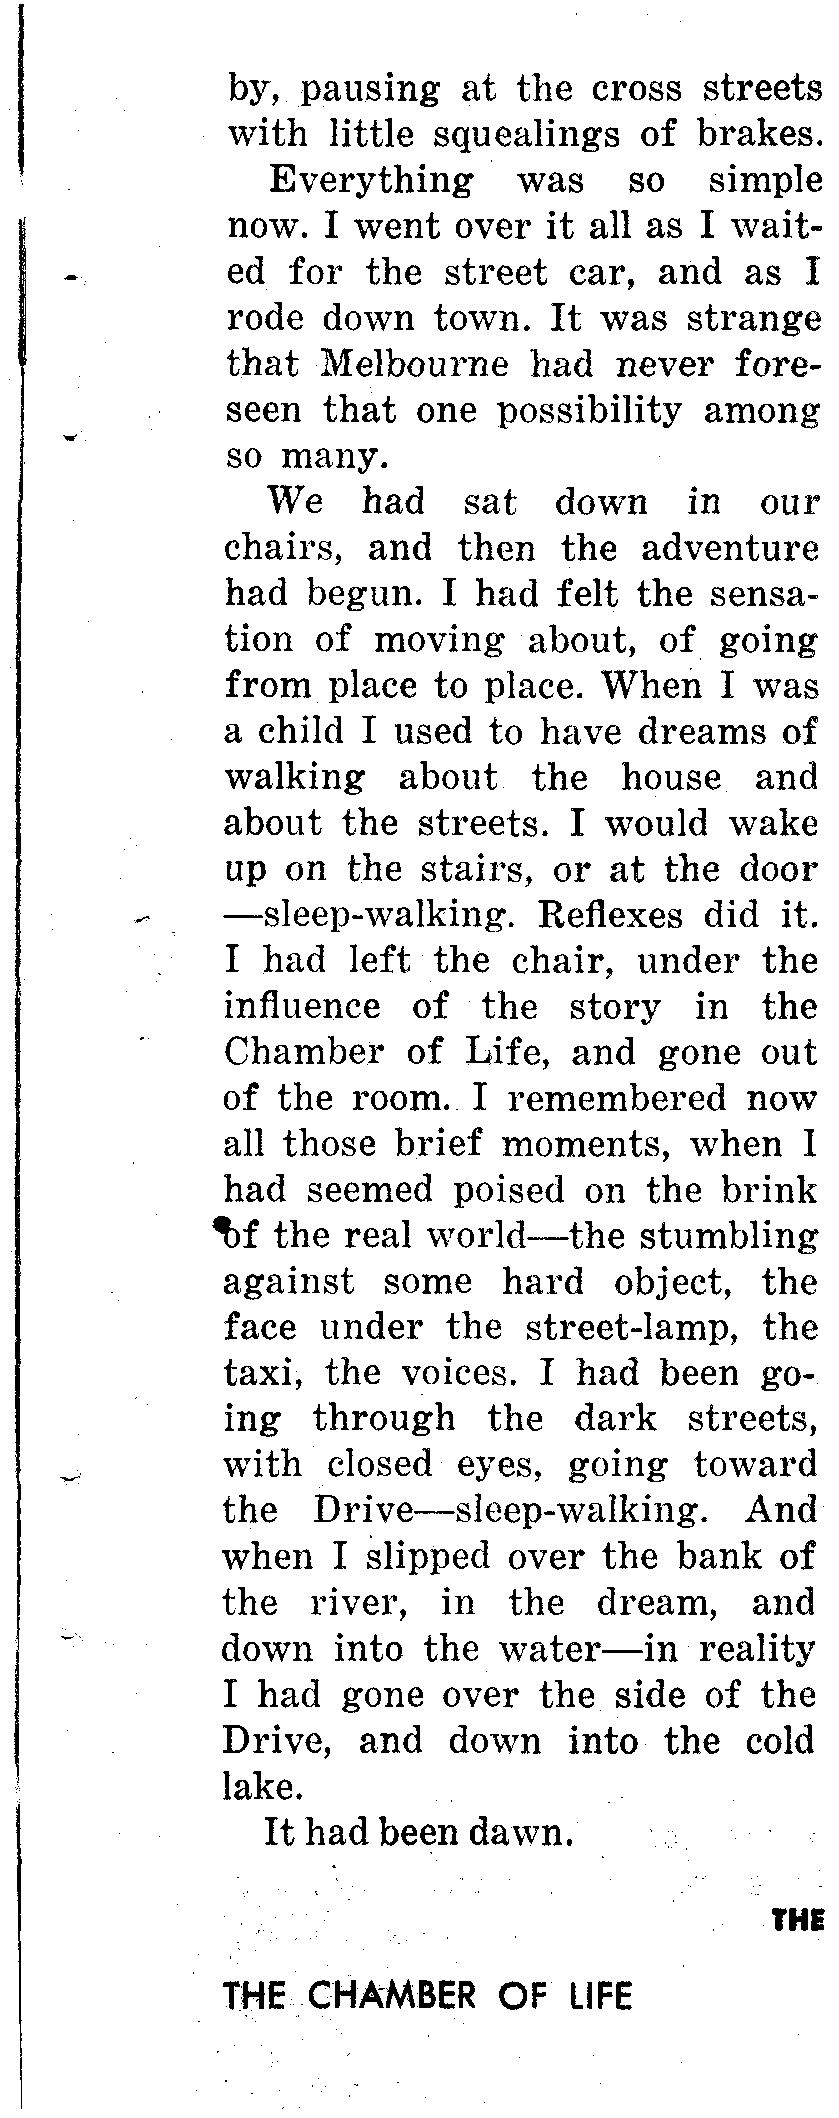 by, pausing at the cross streets
with little squealings of brakes.
Everything was so simple
now. I went over it all as I wait-
ed for the street car, and as I
rode down town. It was strange
that Melbourne had never fore-
seen that one possibility among
so many.
We had sat down in our
chairs, and then the adventure
had begun. I had felt the sensa-
tion of moving about, of going
from place to place. When I was
a child I used to have dreams of
walking about the house and
about the streets. I would wake
up on the stairs, or at the door
—sleep-walking. Reflexes did it.
I had left the chair, under the
influence of the story in the
Chamber of Life, and gone out
of the room. I remembered now
all those brief moments, when I
had seemed poised on the brink
of the real world—the stumbling
against some hard object, the
face under the street-lamp, the
taxi, the voices. I had been go-
ing through the dark streets,
with closed eyes, going toward
the Drive—sleep-walking. And
when I slipped over the bank of
the river, in the dream, and
down into the water—in reality
I had gone over the side of the
Drive, and down into the cold
lake.
It had been dawn.
THE
THE CHAMBER OF LIFE